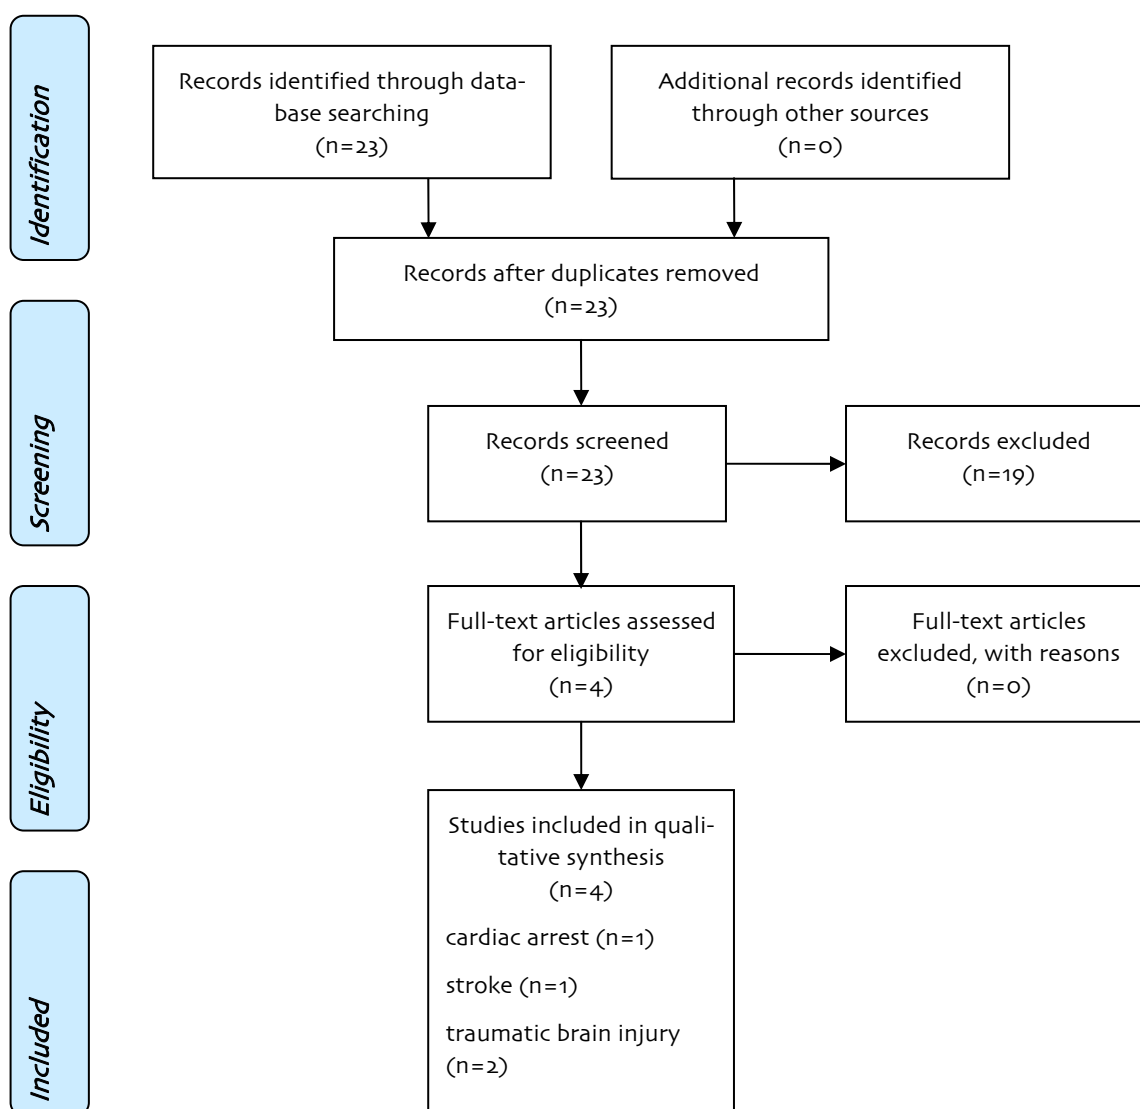 Identification
Records identified through data-
base searching
(n=23)
Additional records identified
through other sources
(n=0)
Records after duplicates removed
(n=23)
Screening
Records screened
(n=23)
Records excluded
(n=19)
Eligibility
Full-text articles assessed
for eligibility
(n=4)
Full-text articles
excluded, with reasons
(n=0)
Included
Studies included in quali-
tative synthesis
(n=4)
cardiac arrest (n=1)
stroke (n=1)
traumatic brain injury
(n=2)